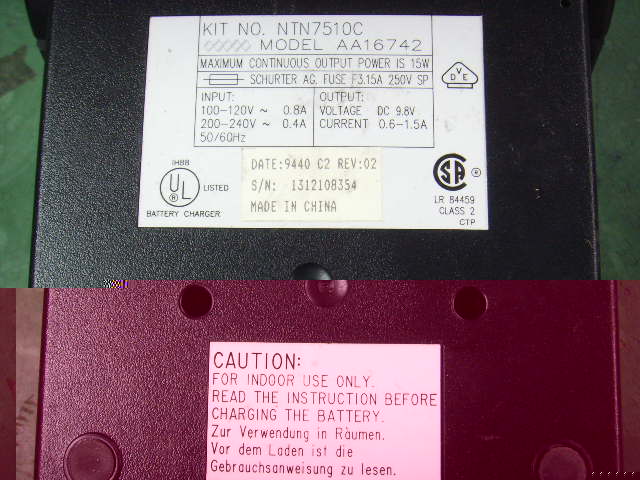 KIT NO. NTN7510C
MODEL AA16742
MAXIMUM CONTINUOUS OUTPUT POWER IS 15W
SCHURTER AG. FUSE F3.15A 250V SP
INPUT:
100-120V ~ 0.8A
200-240V ~ 0.4A
50/60Hz
OUTPUT:
VOLTAGE DC 9.8V
CURRENT 0.6-1.5A
VDE
DATE:9440 C2 REV:02
S/N: 1312108354
MADE IN CHINA
IH88
UL ® LISTED
BATTERY CHARGER
SA ®
LR 84459
CLASS 2
CTP
CAUTION:
FOR INDOOR USE ONLY.
READ THE INSTRUCTION BEFORE
CHARGING THE BATTERY.
Zur Verwendung in Räumen.
Vor dem Laden ist die
Gebrauchsanweisung zu lesen.